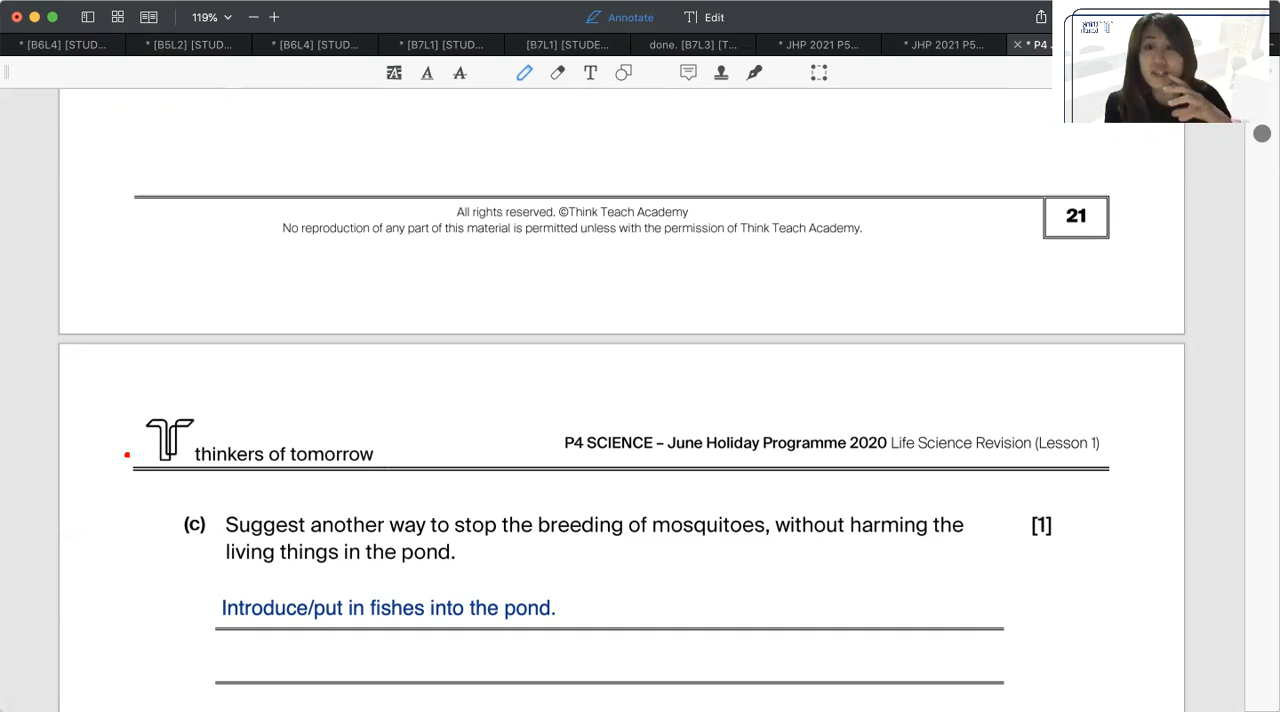 119%
Annotate
Edit
* [B6L4] [STUD...
* [B5L2] [STUD...
* [B6L4] [STUD...
* [B7L1] [STUD...
[B7L1] [STUDE...
done. [B7L3] [T...
* JHP 2021 P5...
* JHP 2021 P5...
* P4
All rights reserved. ©Think Teach Academy
No reproduction of any part of this material is permitted unless with the permission of Think Teach Academy.
21
thinkers of tomorrow
P4 SCIENCE – June Holiday Programme 2020 Life Science Revision (Lesson 1)
(c) Suggest another way to stop the breeding of mosquitoes, without harming the [1]
living things in the pond.
Introduce/put in fishes into the pond.